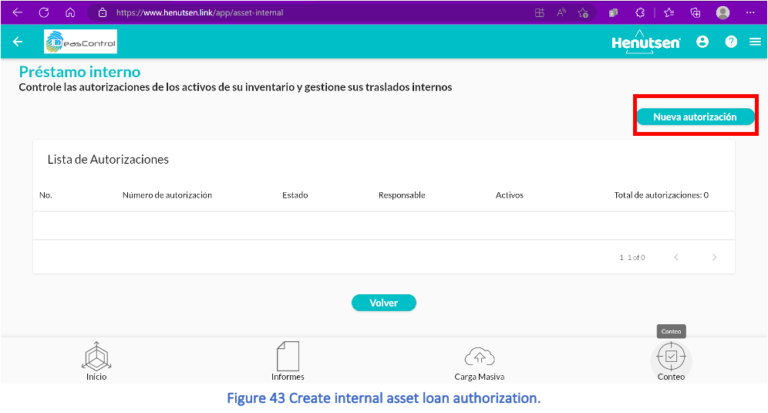 https://www.henutsen.link/app/asset-internal
IDeasControl
Henutsen
Préstamo interno
Controle las autorizaciones de los activos de su inventario y gestione sus traslados internos
Nueva autorización
Lista de Autorizaciones
No. Número de autorización Estado Responsable Activos Total de autorizaciones: 0
1-1 of 0
Volver
Conteo
Inicio Informes Carga Masiva Conteo
Figure 43 Create internal asset loan authorization.